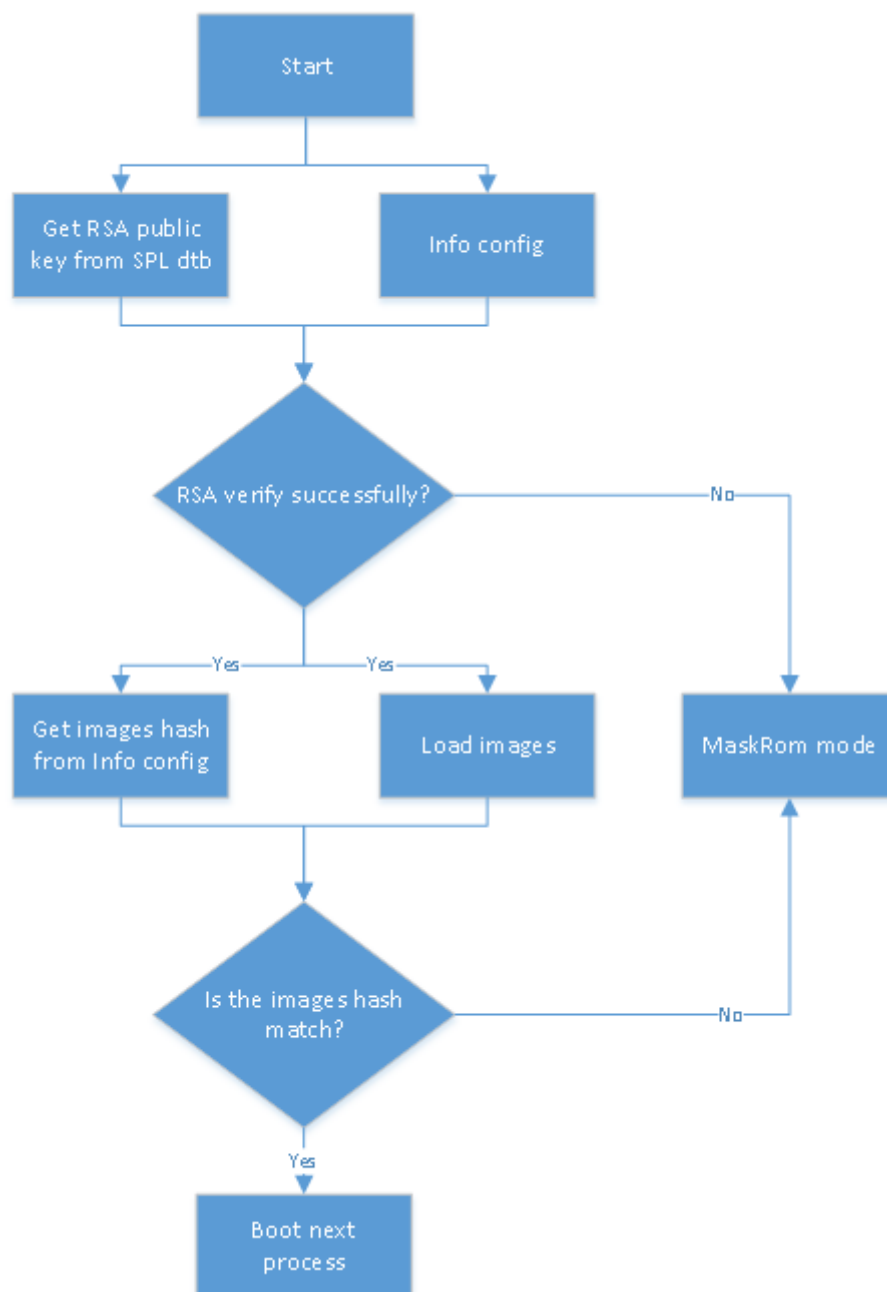 Start
Get RSA public
key from SPL dtb
Info config
RSA verify successfully?
No
Yes
Yes
Get images hash
from Info config
Load images
MaskRom mode
Is the images hash
match?
No
Yes
Boot next
process